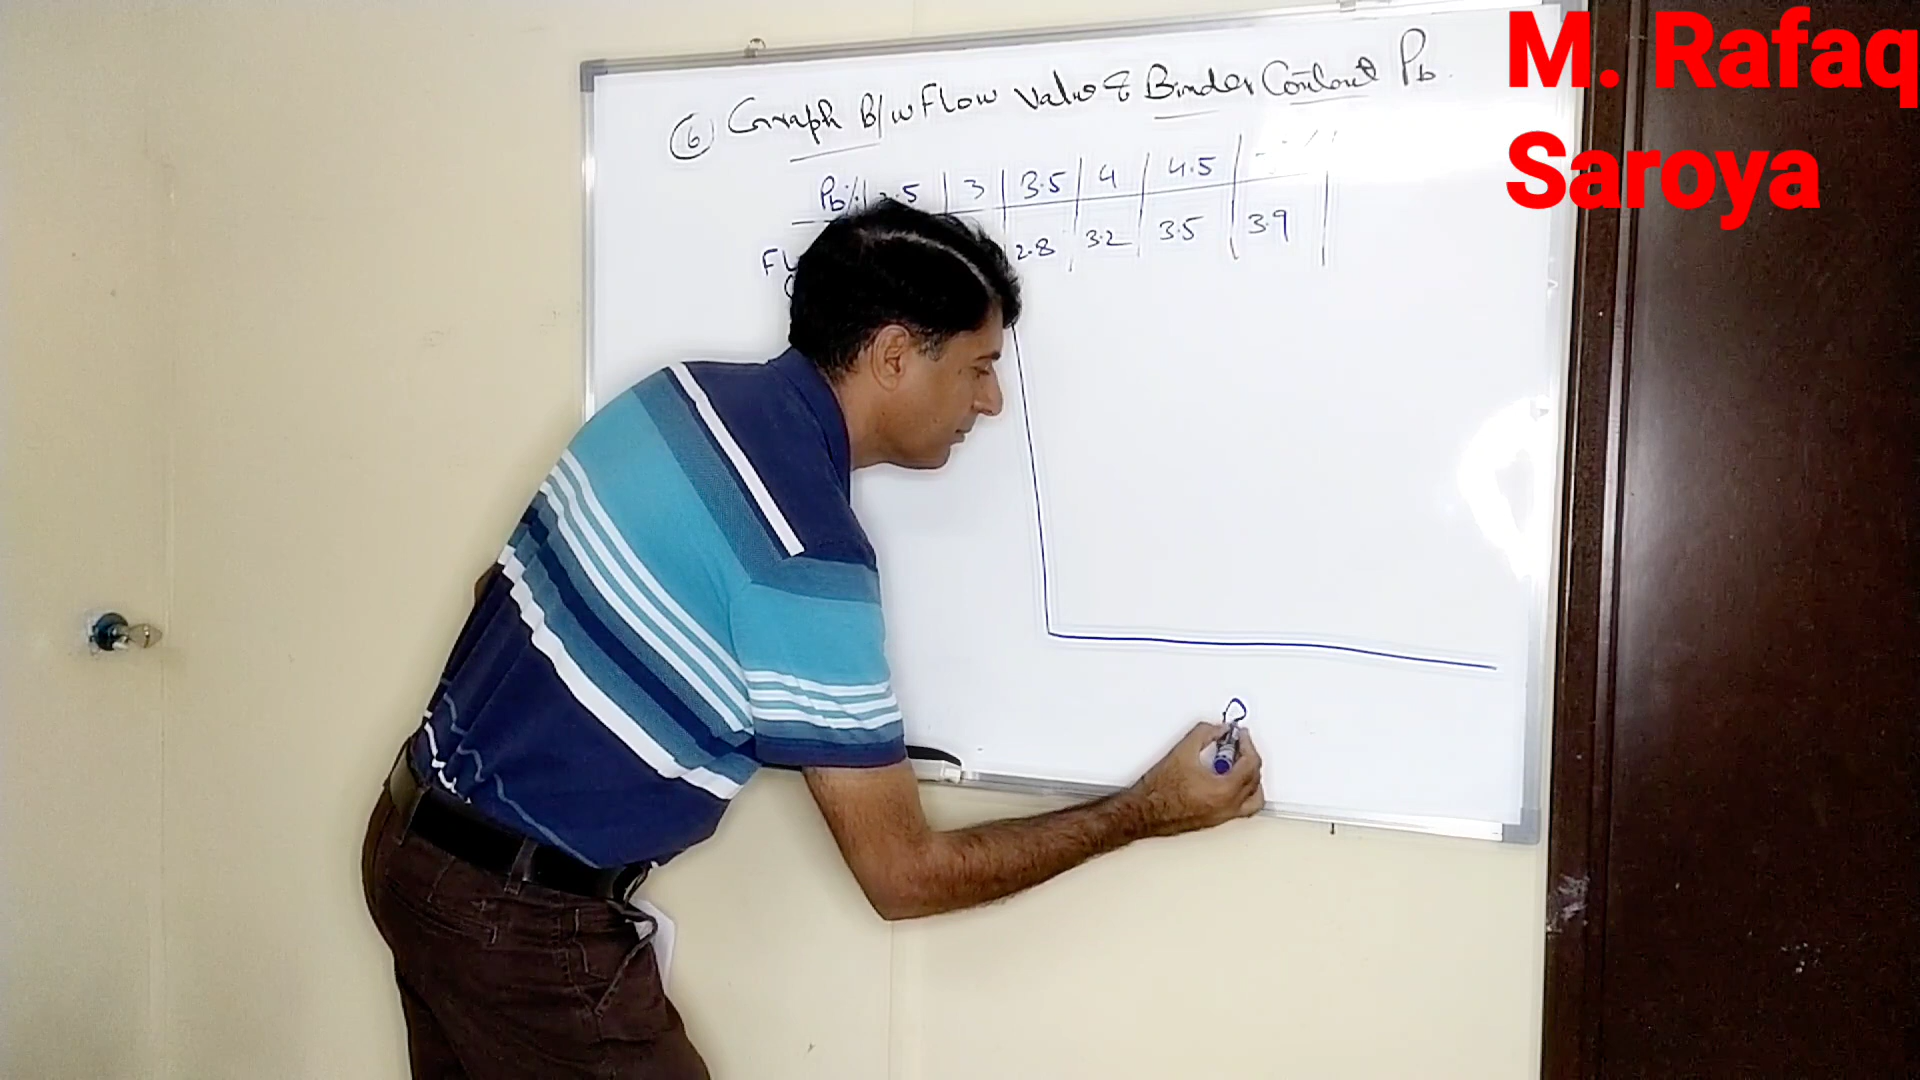 M. Rafaq
Saroya
⑥ Graph B/w Flow Value & Binder Content Pb.
Pb% 2.5 | 3 | 3.5 | 4 | 4.5 |
2.8 | 3.2 | 3.5 | 3.9 |